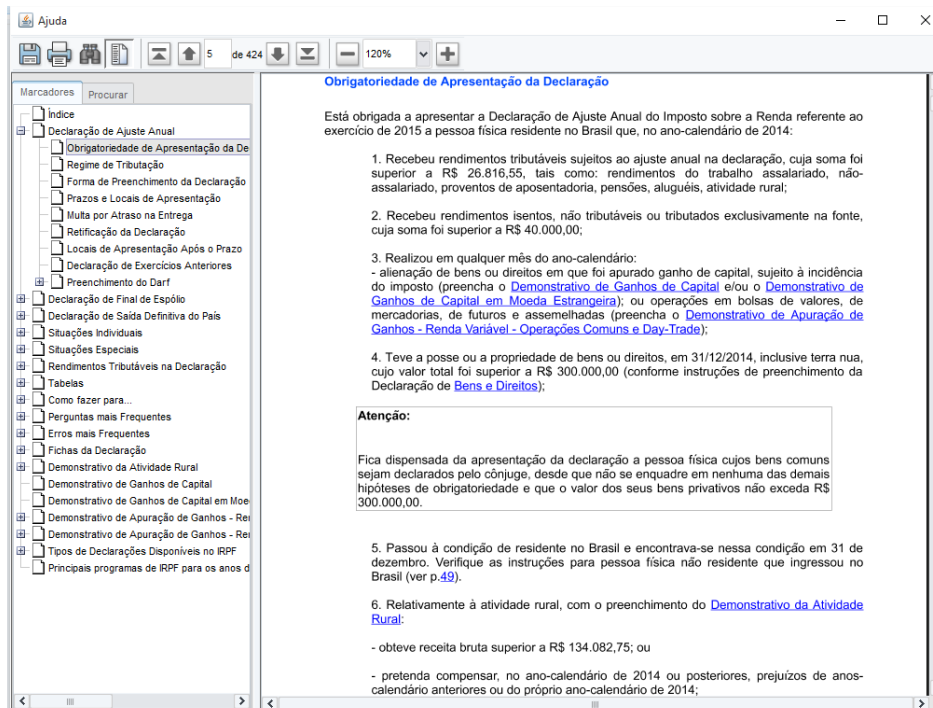 Ajuda
5 de 424
120%
Marcadores
Procurar
Índice
Declaração de Ajuste Anual
Obrigatoriedade de Apresentação da De
Regime de Tributação
Forma de Preenchimento da Declaração
Prazos e Locais de Apresentação
Multa por Atraso na Entrega
Retificação da Declaração
Locais de Apresentação Após o Prazo
Declaração de Exercícios Anteriores
Preenchimento do Darf
Declaração de Final de Espólio
Declaração de Saída Definitiva do País
Situações Individuais
Situações Especiais
Rendimentos Tributáveis na Declaração
Tabelas
Como fazer para...
Perguntas mais Frequentes
Erros mais Frequentes
Fichas da Declaração
Demonstrativo da Atividade Rural
Demonstrativo de Ganhos de Capital
Demonstrativo de Ganhos de Capital em Moe
Demonstrativo de Apuração de Ganhos - Rei
Demonstrativo de Apuração de Ganhos - Rei
Tipos de Declarações Disponíveis no IRPF
Principais programas de IRPF para os anos d
Obrigatoriedade de Apresentação da Declaração
Está obrigada a apresentar a Declaração de Ajuste Anual do Imposto sobre a Renda referente ao
exercício de 2015 a pessoa física residente no Brasil que, no ano-calendário de 2014:
1. Recebeu rendimentos tributáveis sujeitos ao ajuste anual na declaração, cuja soma foi
superior a R$ 26.816,55, tais como: rendimentos do trabalho assalariado, não-
assalariado, proventos de aposentadoria, pensões, aluguéis, atividade rural;
2. Recebeu rendimentos isentos, não tributáveis ou tributados exclusivamente na fonte,
cuja soma foi superior a R$ 40.000,00;
3. Realizou em qualquer mês do ano-calendário:
- alienação de bens ou direitos em que foi apurado ganho de capital, sujeito à incidência
do imposto (preencha o Demonstrativo de Ganhos de Capital e/ou o Demonstrativo de
Ganhos de Capital em Moeda Estrangeira); ou operações em bolsas de valores, de
mercadorias, de futuros e assemelhadas (preencha o Demonstrativo de Apuração de
Ganhos - Renda Variável - Operações Comuns e Day-Trade);
4. Teve a posse ou a propriedade de bens ou direitos, em 31/12/2014, inclusive terra nua,
cujo valor total foi superior a R$ 300.000,00 (conforme instruções de preenchimento da
Declaração de Bens e Direitos);
Atenção:
Fica dispensada da apresentação da declaração a pessoa física cujos bens comuns
sejam declarados pelo cônjuge, desde que não se enquadre em nenhuma das demais
hipóteses de obrigatoriedade e que o valor dos seus bens privativos não exceda R$
300.000,00.
5. Passou à condição de residente no Brasil e encontrava-se nessa condição em 31 de
dezembro. Verifique as instruções para pessoa física não residente que ingressou no
Brasil (ver p.49).
6. Relativamente à atividade rural, com o preenchimento do Demonstrativo da Atividade
Rural:
- obteve receita bruta superior a R$ 134.082,75; ou
- pretenda compensar, no ano-calendário de 2014 ou posteriores, prejuízos de anos-
calendário anteriores ou do próprio ano-calendário de 2014;